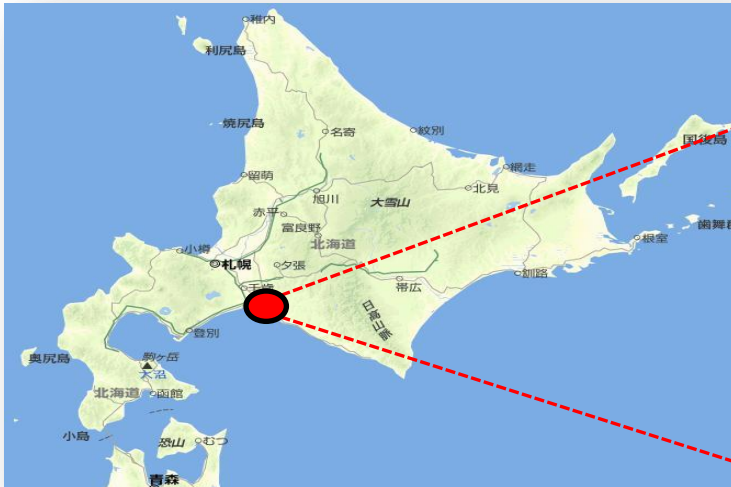 稚内
利尻島
焼尻島
名寄
紋別
国後島
網走
留萌
旭川
北見
大雪山
赤平
富良野
歯舞群
小樽
北海道
根室
札幌
夕張
釧路
千歳
帯広
日高山脈
登別
奥尻島
駒ヶ岳
大沼
北海道
函館
小島
恐山
むつ
青森